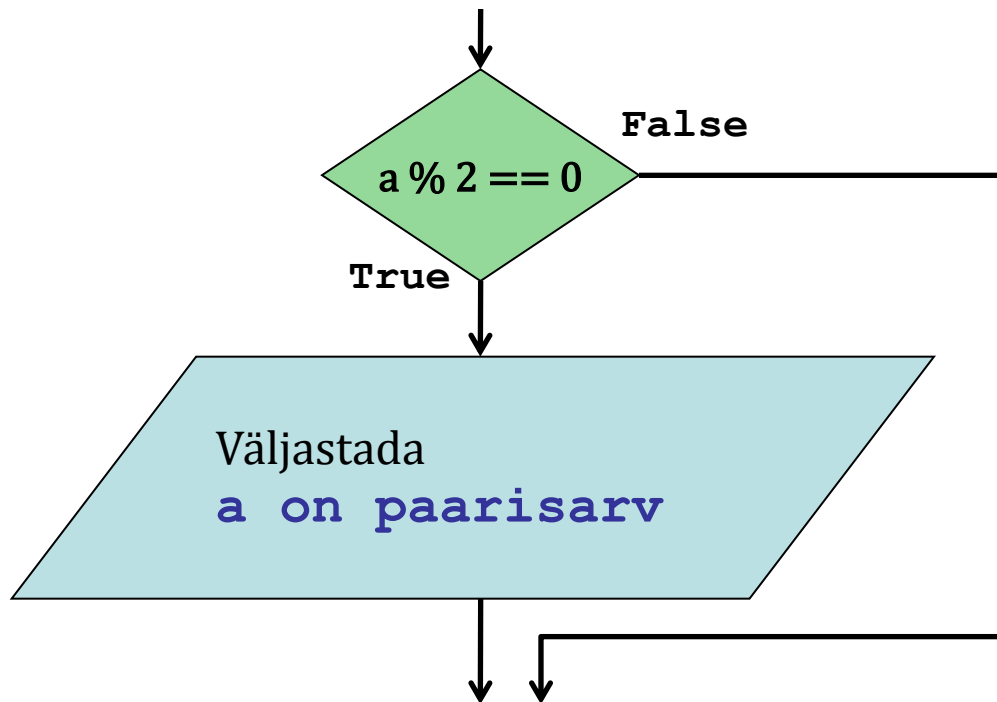 False
a % 2 == 0
True
Väljastada
a on paarisarv